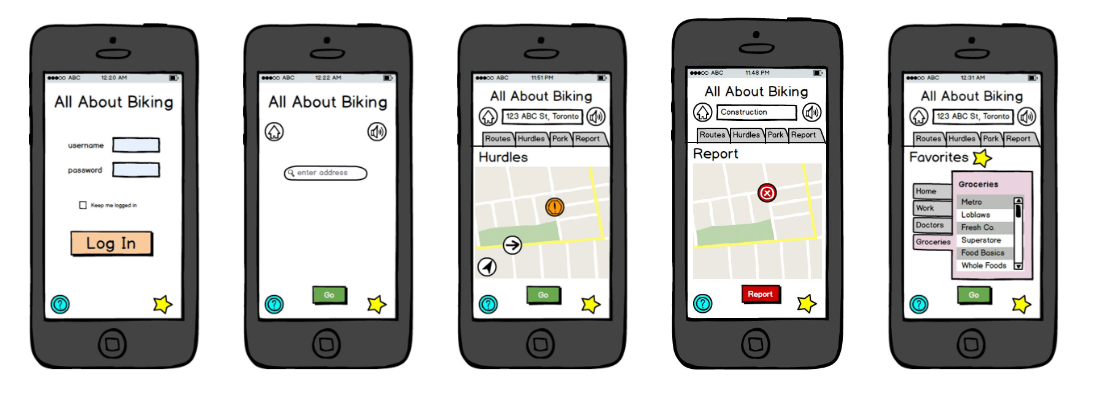 ABC 12:20 AM
All About Biking
username
password
Keep me logged in
Log In
?
ABC 12:22 AM
All About Biking
enter address
Go
ABC 11:51 PM
All About Biking
123 ABC St, Toronto
Routes Hurdles Park Report
Hurdles
!
?
Go
ABC 11:48 PM
All About Biking
Construction
Routes Hurdles Park Report
Report
?
Report
ABC 12:31 AM
All About Biking
123 ABC St, Toronto
Routes Hurdles Park Report
Favorites
Home
Work
Doctors
Groceries
Groceries
Metro
Loblaws
Fresh Co.
Superstore
Food Basics
Whole Foods
?
Go